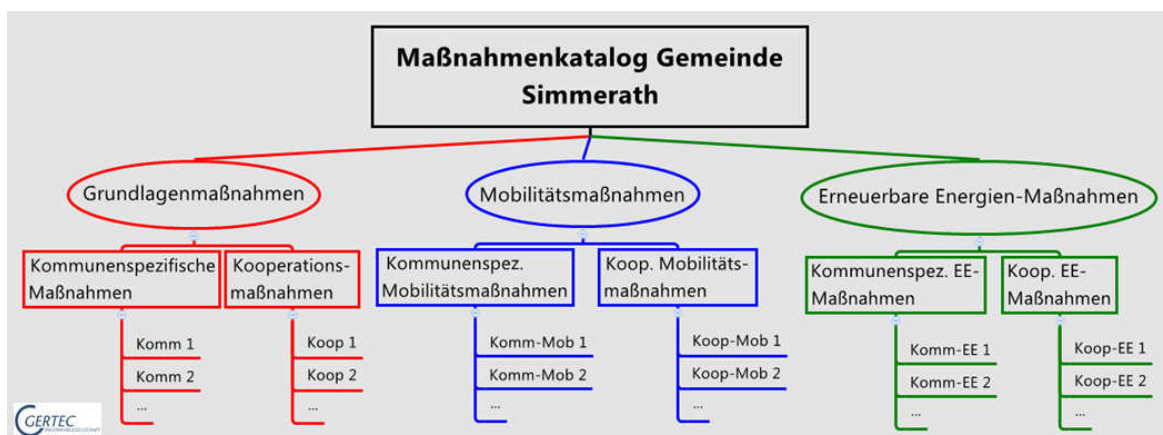 Maßnahmenkatalog Gemeinde
Simmerath
Grundlagenmaßnahmen
Mobilitätsmaßnahmen
Erneuerbare Energien-Maßnahmen
Kommunenspezifische
Maßnahmen
Kooperations-
maßnahmen
Kommunenspez.
Mobilitätsmaßnahmen
Koop. Mobilitäts-
maßnahmen
Kommunenspez. EE-
Maßnahmen
Koop. EE-
Maßnahmen
Komm 1
Komm 2
...
Koop 1
Koop 2
...
Komm-Mob 1
Komm-Mob 2
...
Koop-Mob 1
Koop-Mob 2
...
Komm-EE 1
Komm-EE 2
...
Koop-EE 1
Koop-EE 2
...
GERTEC
INGENIEURGESELLSCHAFT